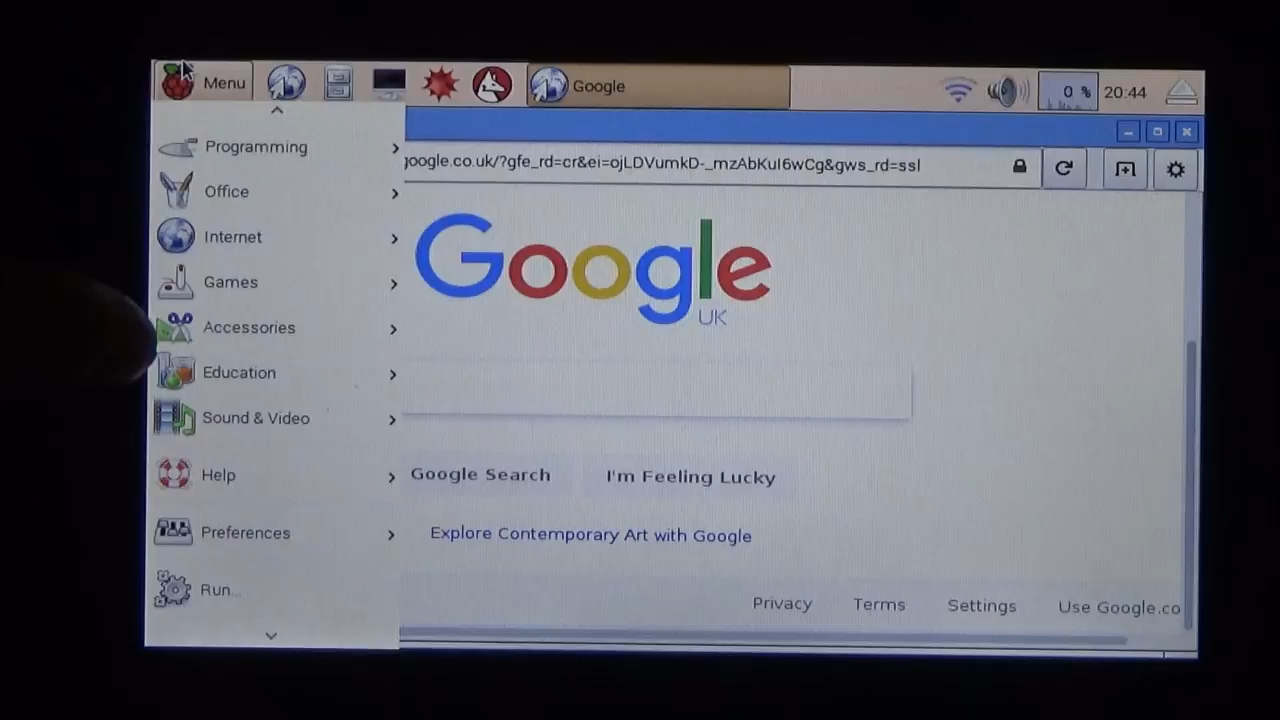 Menu
Google
0 %
20:44
Programming
Office
Internet
Games
Accessories
Education
Sound & Video
Help
Preferences
Run...
google.co.uk/?gfe_rd=cr&ei=ojLDVumkD-_mzAbKuI6wCg&gws_rd=ssl
Google
UK
Google Search
I'm Feeling Lucky
Explore Contemporary Art with Google
Privacy
Terms
Settings
Use Google.co